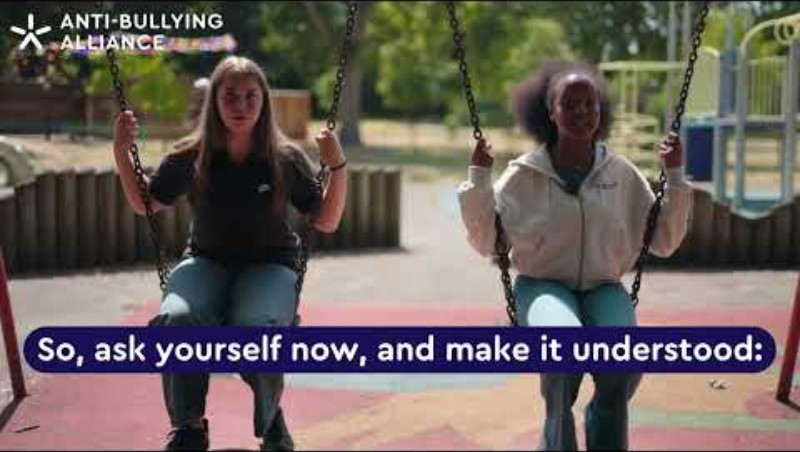 ANTI-BULLYING
ALLIANCE
So, ask yourself now, and make it understood: